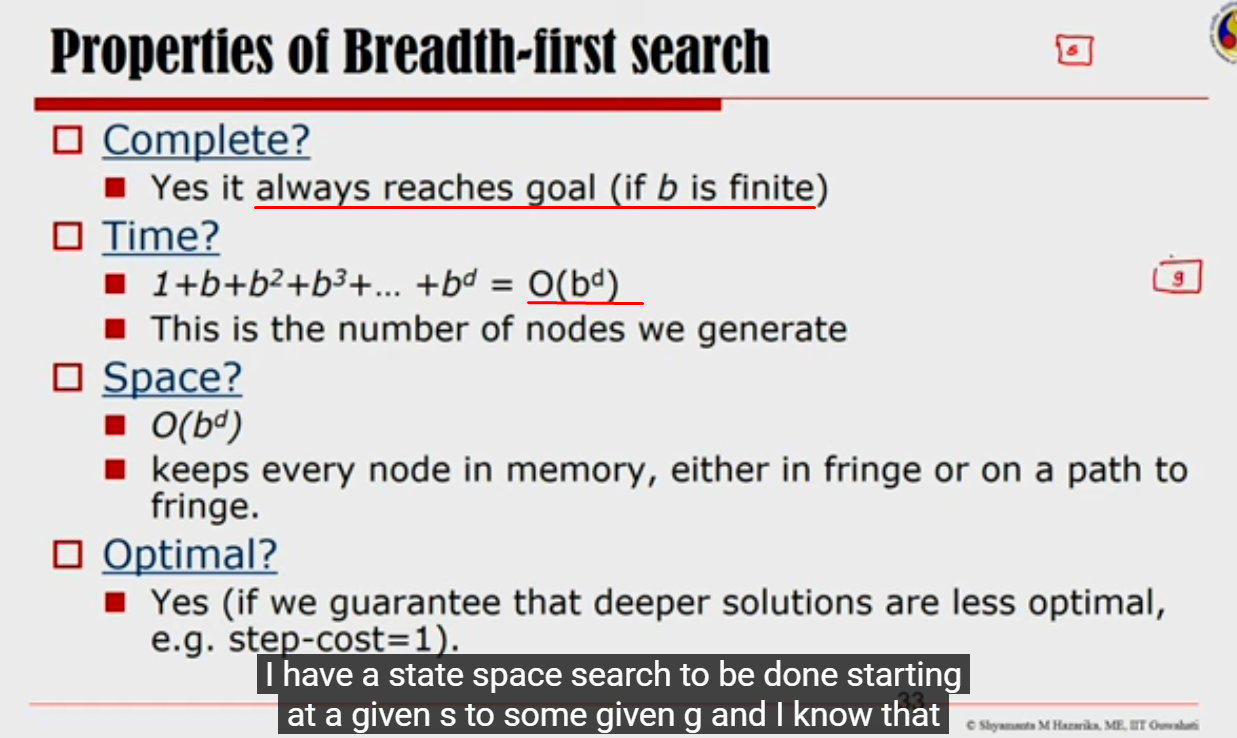 Properties of Breadth-first search
s
Complete?
Yes it always reaches goal (if b is finite)
Time?
1+b+b²+b³+... +bᵈ = O(bᵈ)
g
This is the number of nodes we generate
Space?
O(bᵈ)
keeps every node in memory, either in fringe or on a path to
fringe.
Optimal?
Yes (if we guarantee that deeper solutions are less optimal,
e.g. step-cost=1).
I have a state space search to be done starting
33
at a given s to some given g and I know that
© Shyamanta M Hazarika, ME, IIT Guwahati